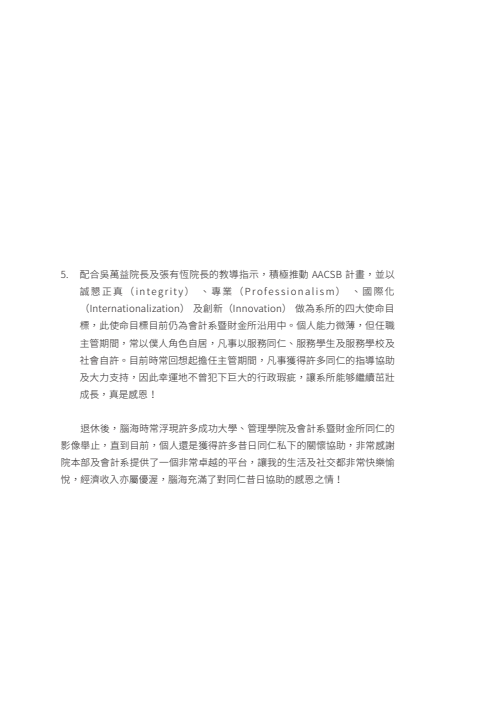 5. 配合吳萬益院長及張有恆院長的教導指示，積極推動 AACSB 計畫，並以
誠懇正真（integrity）、專業（Professionalism）、國際化
（Internationalization）及創新（Innovation）做為系所的四大使命目
標，此使命目標目前仍為會計系暨財金所沿用中。個人能力微薄，但任職
主管期間，常以僕人角色自居，凡事以服務同仁、服務學生及服務學校及
社會自許。目前時常回想起擔任主管期間，凡事獲得許多同仁的指導協助
及大力支持，因此幸運地不曾犯下巨大的行政瑕疵，讓系所能够繼續茁壯
成長，真是感恩！
退休後，腦海時常浮現許多成功大學、管理學院及會計系暨財金所同仁的
影像舉止，直到目前，個人還是獲得許多昔日同仁私下的關懷協助，非常感謝
院本部及會計系提供了一個非常卓越的平台，讓我的生活及社交都非常快樂愉
悅，經濟收入亦屬優渥，腦海充滿了對同仁昔日協助的感恩之情！